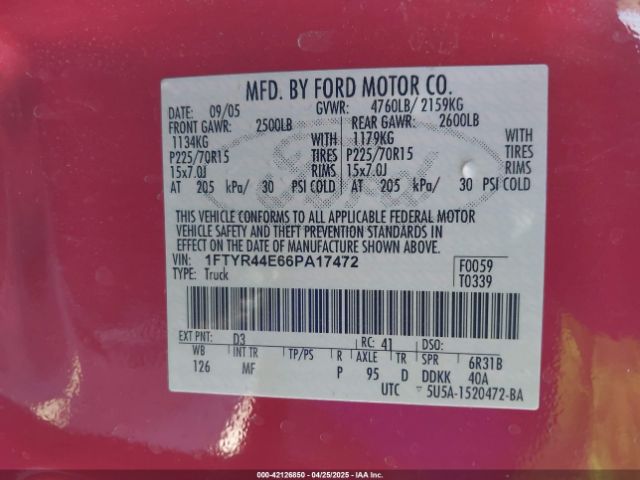 MFD. BY FORD MOTOR CO.
DATE: 09/05 GVWR: 4760LB/ 2159KG
FRONT GAWR: 2500LB REAR GAWR: 2600LB
1134KG WITH 1179KG WITH
P225/70R15 TIRES P225/70R15 TIRES
15x7.0J RIMS 15x7.0J RIMS
AT 205 kPa/ 30 PSI COLD AT 205 kPa/ 30 PSI COLD
THIS VEHICLE CONFORMS TO ALL APPLICABLE FEDERAL MOTOR
VEHICLE SAFETY AND THEFT PREVENTION STANDARDS IN
EFFECT ON THE DATE OF MANUFACTURE SHOWN ABOVE.
VIN: 1FTYR44E66PA17472 F0059
TYPE: Truck T0339
EXT PNT: D3 RC: 41 DSO:
WB INT TR TP/PS R AXLE TR SPR 6R31B
126 MF P 95 D DDKK 40A
UTC 5U5A-1520472-BA
000-42126850 - 04/25/2025 - IAA Inc.